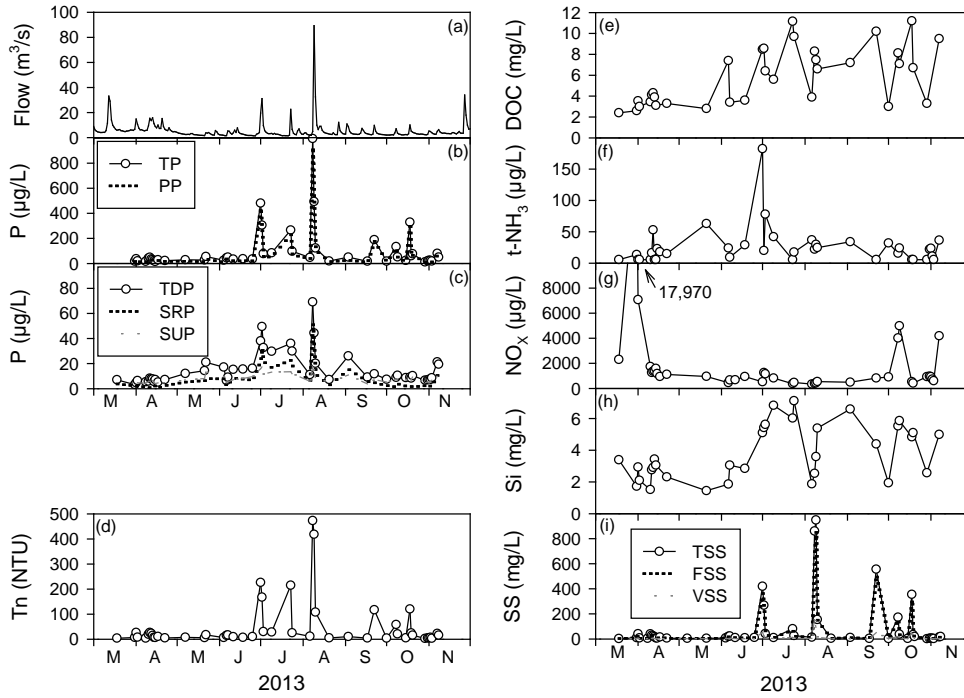 (a)
Flow (m³/s)
100
80
60
40
20
0
(b)
P (µg/L)
800
600
400
200
0
TP
PP
(c)
P (µg/L)
80
60
40
20
0
TDP
SRP
SUP
M A M J J A S O N
(d)
Tn (NTU)
500
400
300
200
100
0
M A M J J A S O N
2013
(e)
DOC (mg/L)
12
10
8
6
4
2
0
(f)
t-NH₃ (µg/L)
150
100
50
0
(g)
NOX (µg/L)
8000
6000
4000
2000
0
17,970
(h)
Si (mg/L)
6
4
2
0
(i)
SS (mg/L)
800
600
400
200
0
TSS
FSS
VSS
M A M J J A S O N
2013